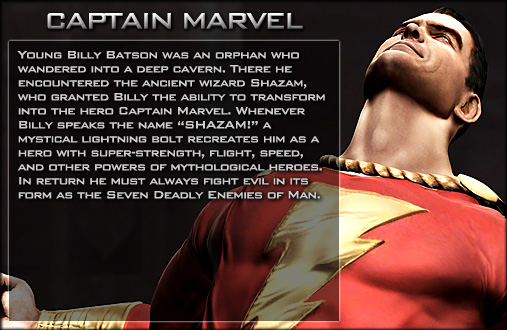 CAPTAIN MARVEL
YOUNG BILLY BATSON WAS AN ORPHAN WHO
WANDERED INTO A DEEP CAVERN. THERE HE
ENCOUNTERED THE ANCIENT WIZARD SHAZAM,
WHO GRANTED BILLY THE ABILITY TO TRANSFORM
INTO THE HERO CAPTAIN MARVEL. WHENEVER
BILLY SPEAKS THE NAME “SHAZAM!” A
MYSTICAL LIGHTNING BOLT RECREATES HIM AS A
HERO WITH SUPER-STRENGTH, FLIGHT, SPEED,
AND OTHER POWERS OF MYTHOLOGICAL HEROES.
IN RETURN HE MUST ALWAYS FIGHT EVIL IN ITS
FORM AS THE SEVEN DEADLY ENEMIES OF MAN.